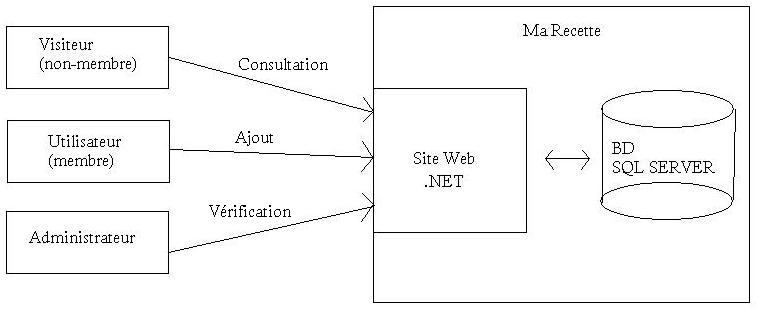 Visiteur
(non-membre)
Consultation
Utilisateur
(membre)
Ajout
Administrateur
Vérification
Ma Recette
Site Web
.NET
BD
SQL SERVER